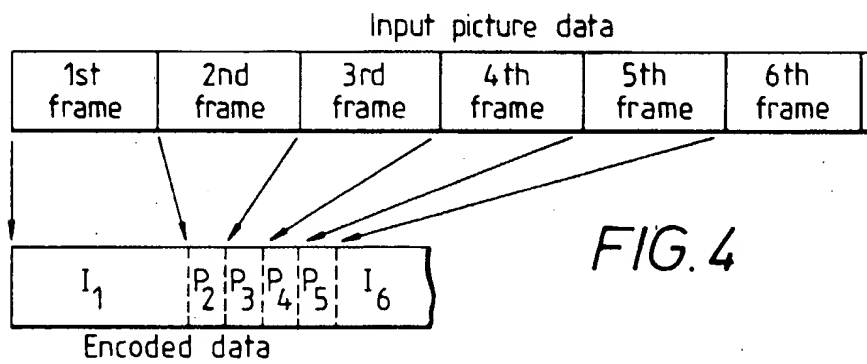 Input picture data
1st frame 2nd frame 3rd frame 4th frame 5th frame 6th frame
I₁ P₂ P₃ P₄ P₅ I₆
Encoded data
FIG. 4